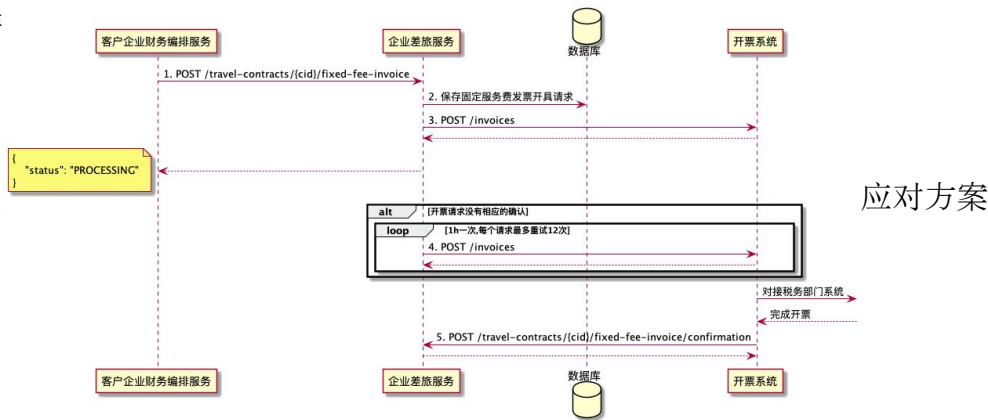 客户企业财务编排服务
企业差旅服务
数据库
开票系统
1. POST /travel-contracts/{cid}/fixed-fee-invoice
2. 保存固定服务费发票开具请求
3. POST /invoices
{
"status": "PROCESSING"
}
应对方案
alt [开票请求没有相应的确认]
loop [1h一次,每个请求最多重试12次]
4. POST /invoices
对接税务部门系统
完成开票
5. POST /travel-contracts/{cid}/fixed-fee-invoice/confirmation
客户企业财务编排服务
企业差旅服务
数据库
开票系统